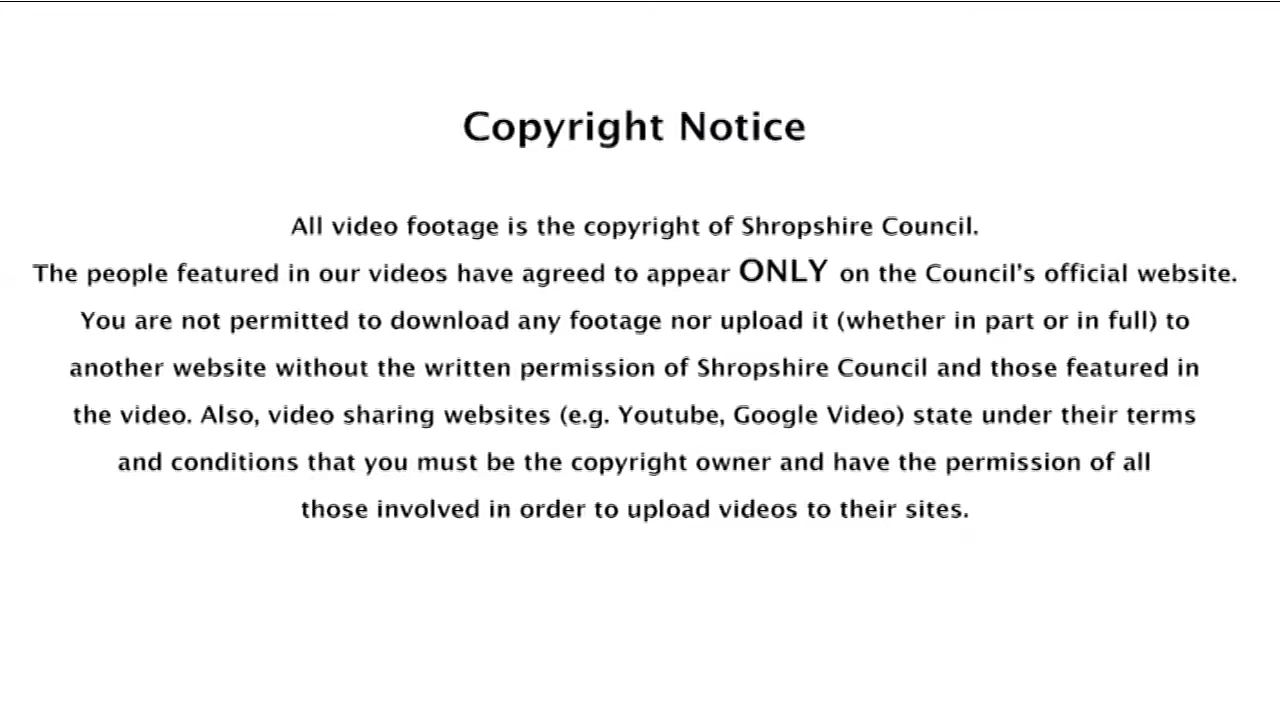 Copyright Notice
All video footage is the copyright of Shropshire Council.
The people featured in our videos have agreed to appear ONLY on the Council’s official website.
You are not permitted to download any footage nor upload it (whether in part or in full) to
another website without the written permission of Shropshire Council and those featured in
the video. Also, video sharing websites (e.g. Youtube, Google Video) state under their terms
and conditions that you must be the copyright owner and have the permission of all
those involved in order to upload videos to their sites.